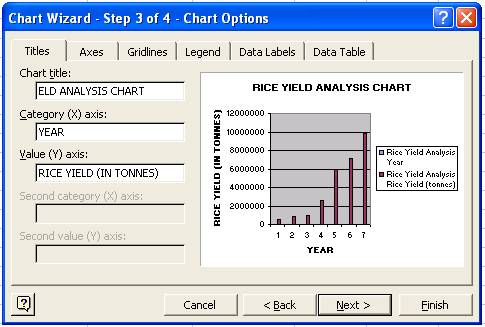 Chart Wizard - Step 3 of 4 - Chart Options
Titles
Axes
Gridlines
Legend
Data Labels
Data Table
Chart title:
ELD ANALYSIS CHART
Category (X) axis:
YEAR
Value (Y) axis:
RICE YIELD (IN TONNES)
Second category (X) axis:
Second value (Y) axis:
RICE YIELD ANALYSIS CHART
RICE YIELD (IN TONNES)
12000000
10000000
8000000
6000000
4000000
2000000
0
1 2 3 4 5 6 7
YEAR
Rice Yield Analysis
Year
Rice Yield Analysis
Rice Yield (tonnes)
?
Cancel
< Back
Next >
Finish